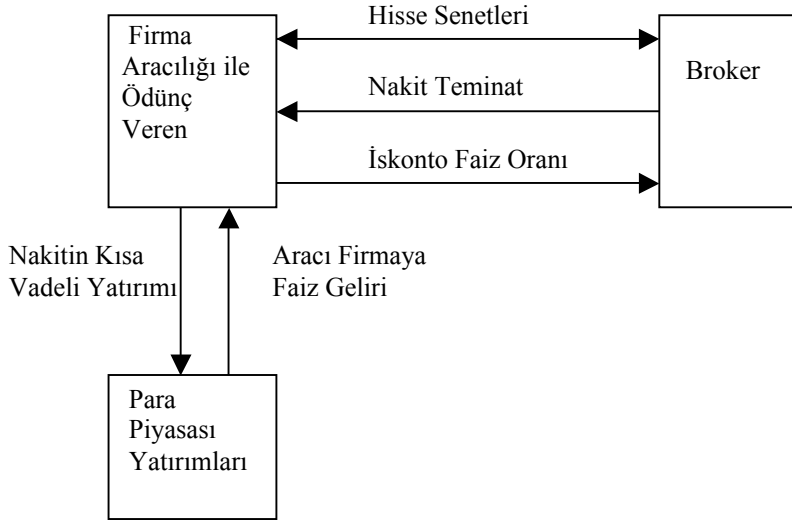 Firma
Aracılığı ile
Ödünç
Veren
Hisse Senetleri
Nakit Teminat
İskonto Faiz Oranı
Broker
Nakitin Kısa
Vadeli Yatırımı
Aracı Firmaya
Faiz Geliri
Para
Piyasası
Yatırımları